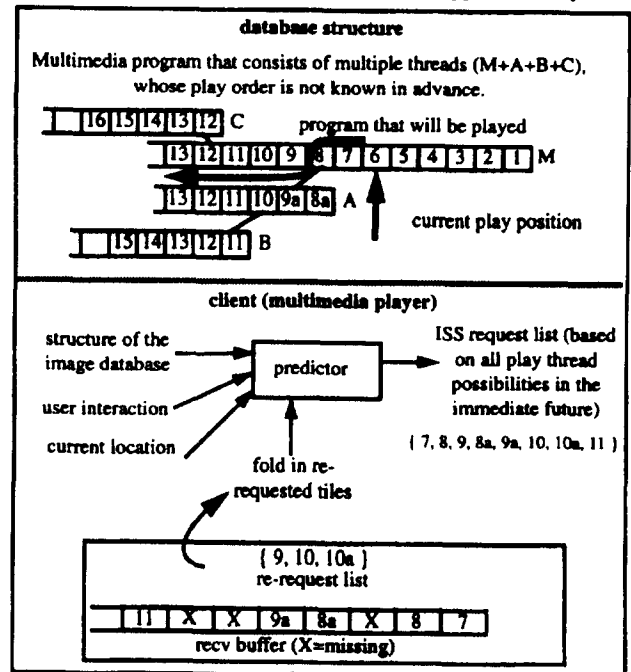 database structure
Multimedia program that consists of multiple threads (M+A+B+C),
whose play order is not known in advance.
16 15 14 13 12 C
program that will be played
13 12 11 10 9 8 7 6 5 4 3 2 1 M
13 12 11 10 9a 8a A
current play position
15 14 13 12 11 B
client (multimedia player)
structure of the
image database
user interaction
current location
predictor
ISS request list (based
on all play thread
possibilities in the
immediate future)
{ 7, 8, 9, 8a, 9a, 10, 10a, 11 }
fold in re-
requested tiles
{ 9, 10, 10a }
re-request list
11 X X 9a 8a X 8 7
recv buffer (X=missing)